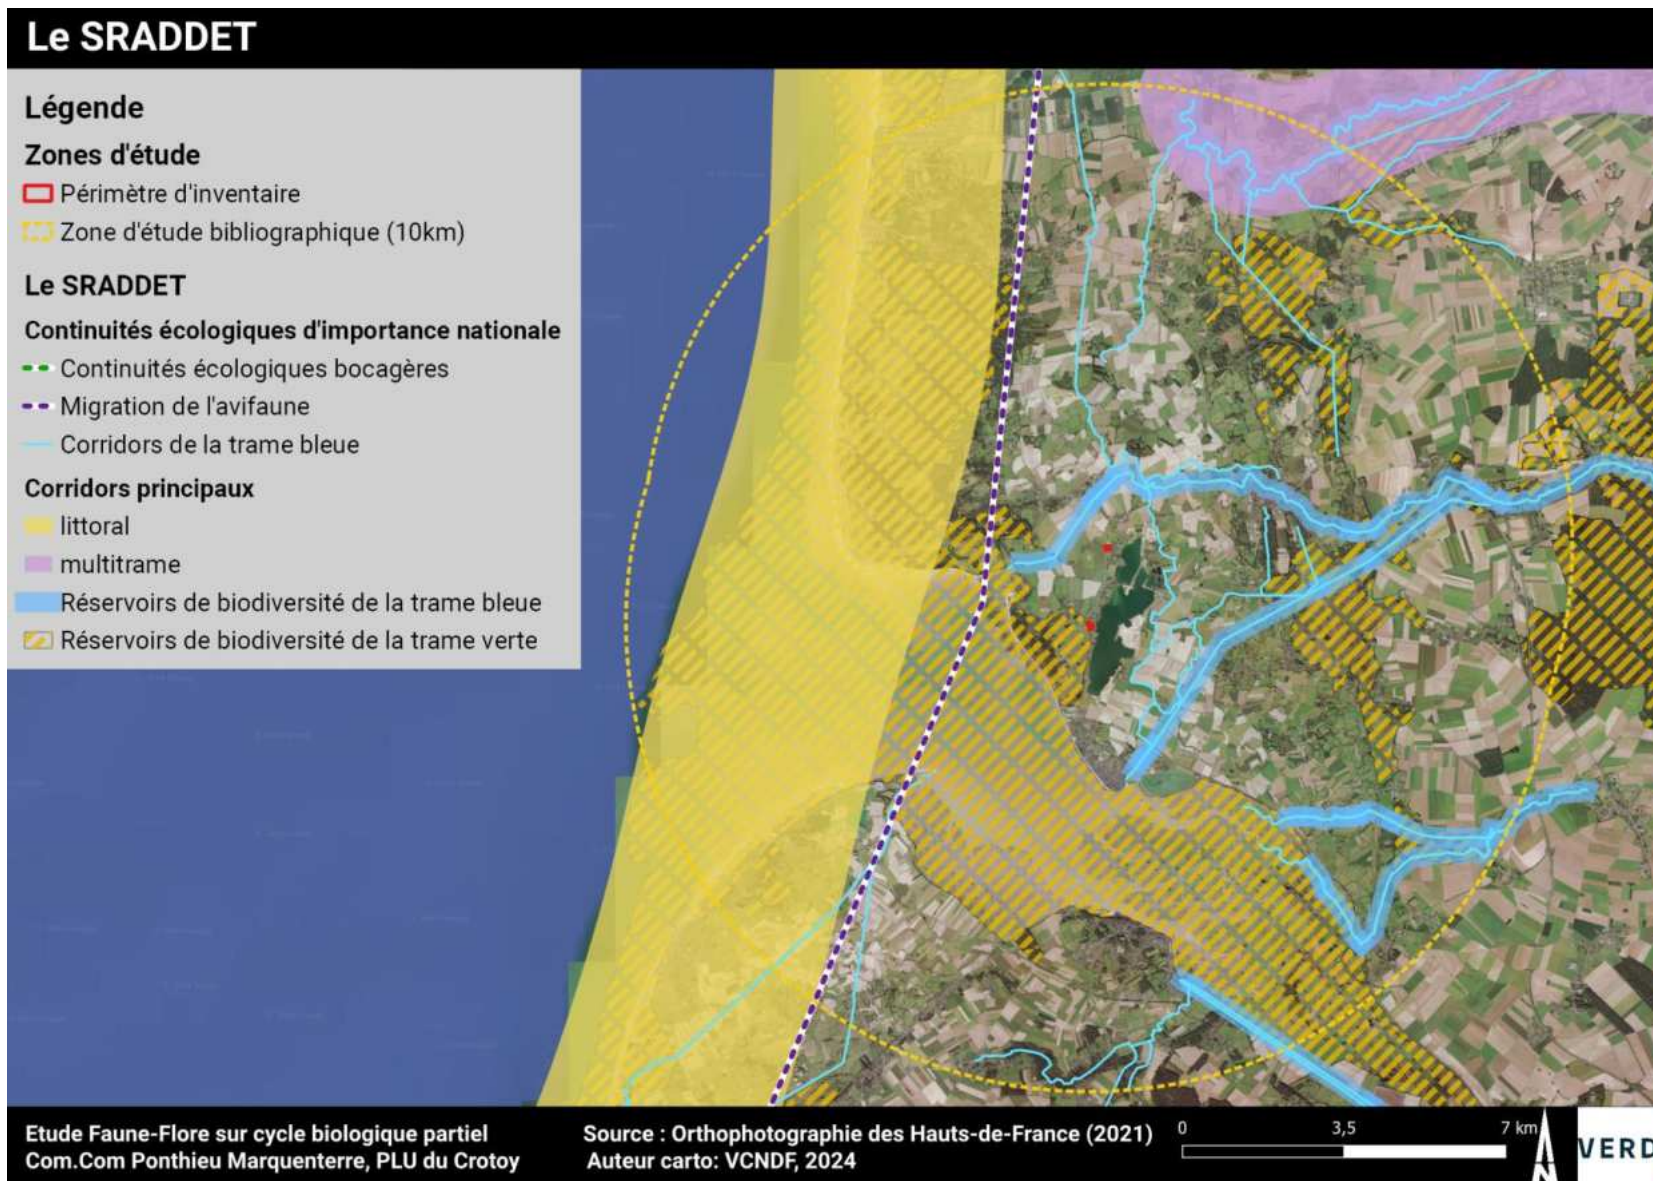 Le SRADDET
Légende
Zones d'étude
Périmètre d'inventaire
Zone d'étude bibliographique (10km)
Le SRADDET
Continuités écologiques d'importance nationale
Continuités écologiques bocagères
Migration de l'avifaune
Corridors de la trame bleue
Corridors principaux
littoral
multitrame
Réservoirs de biodiversité de la trame bleue
Réservoirs de biodiversité de la trame verte
Etude Faune-Flore sur cycle biologique partiel
Com.Com Ponthieu Marquenterre, PLU du Crotoy
Source : Orthophotographie des Hauts-de-France (2021)
Auteur carto: VCNDF, 2024
0 3,5 7 km
N
VERD